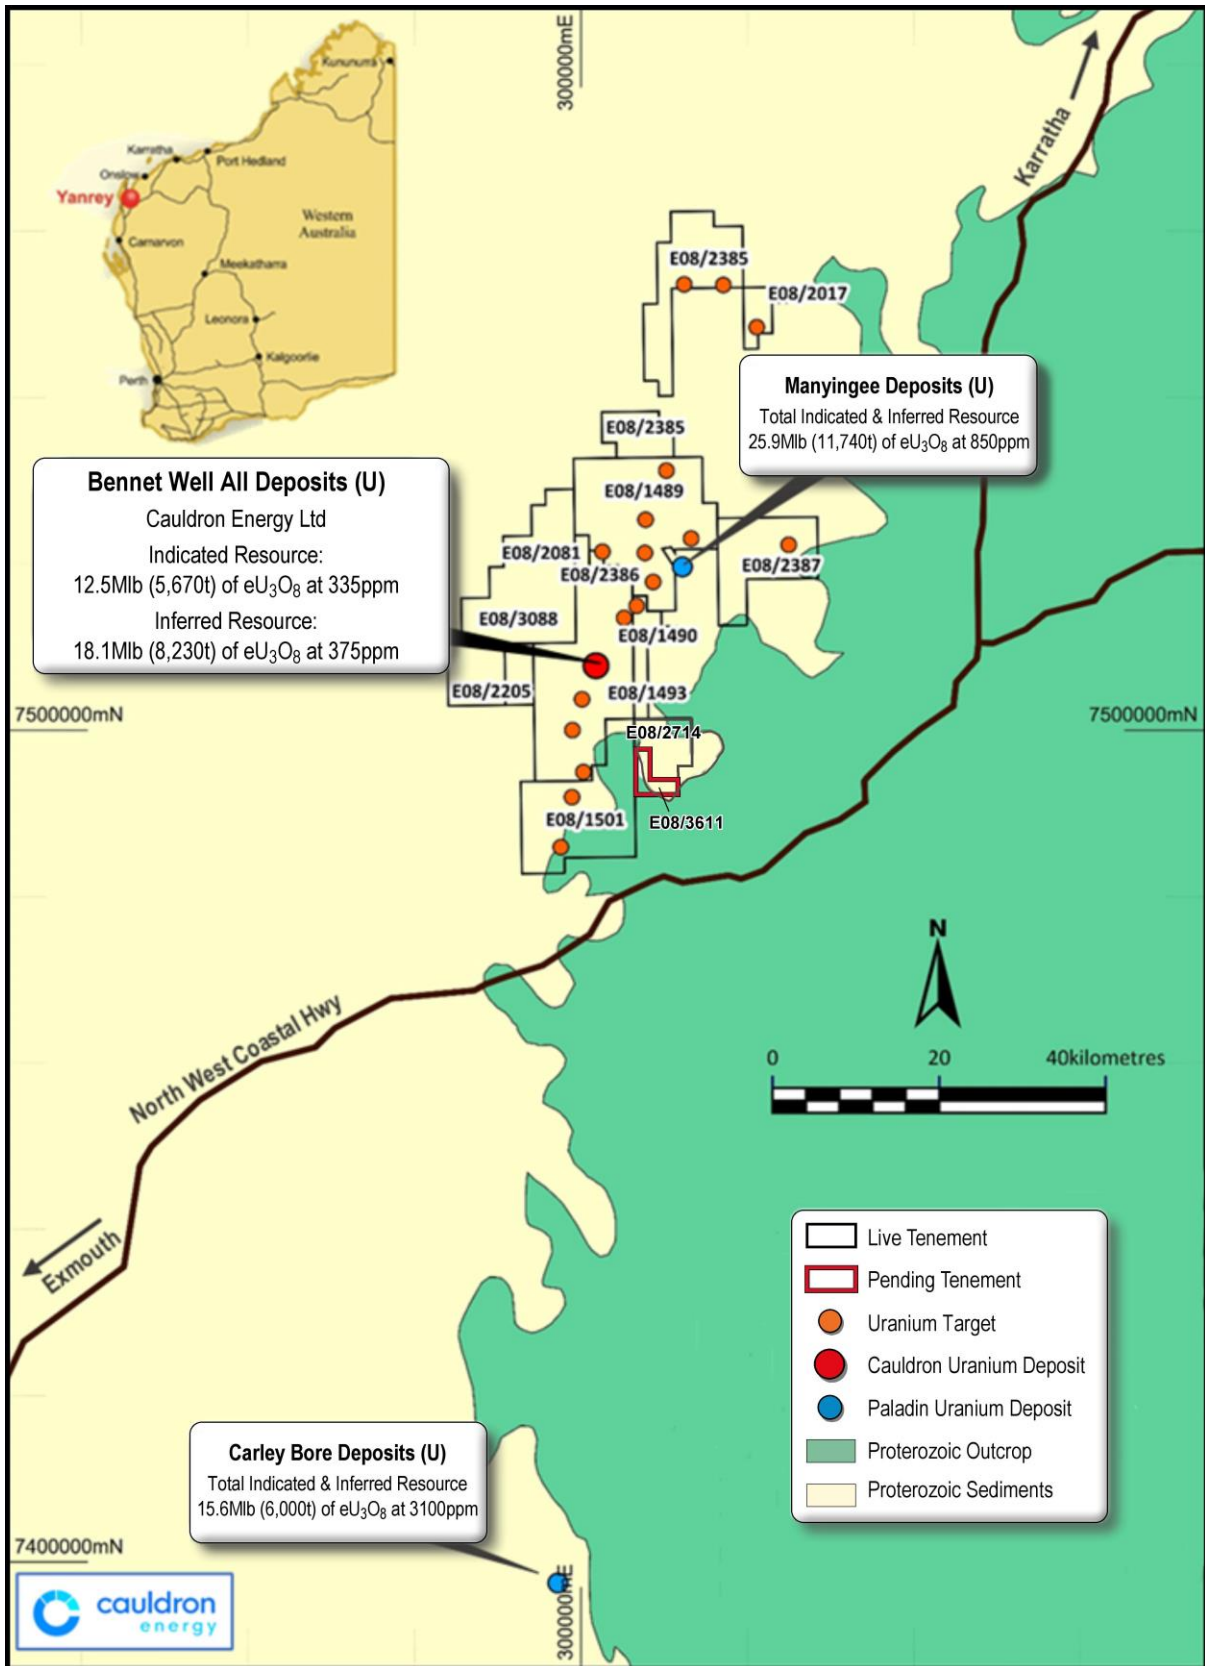 300000mE
Karratha
Kununurra
Karratha
Port Hedland
Onslow
Yanrey
Western
Australia
Carnarvon
Meekatharra
Leonora
Kalgoorlie
Perth
E08/2385
E08/2017
Manyingee Deposits (U)
Total Indicated & Inferred Resource
25.9Mlb (11,740t) of eU₃O₈ at 850ppm
E08/2385
Bennet Well All Deposits (U)
Cauldron Energy Ltd
Indicated Resource:
12.5Mlb (5,670t) of eU₃O₈ at 335ppm
Inferred Resource:
18.1Mlb (8,230t) of eU₃O₈ at 375ppm
E08/1489
E08/2081
E08/2386
E08/2387
E08/3088
E08/1490
E08/2205
E08/1493
7500000mN
7500000mN
E08/2714
E08/1501
E08/3611
N
0 20 40kilometres
North West Coastal Hwy
Exmouth
Live Tenement
Pending Tenement
Uranium Target
Cauldron Uranium Deposit
Paladin Uranium Deposit
Proterozoic Outcrop
Proterozoic Sediments
Carley Bore Deposits (U)
Total Indicated & Inferred Resource
15.6Mlb (6,000t) of eU₃O₈ at 3100ppm
7400000mN
300000mE
cauldron
energy